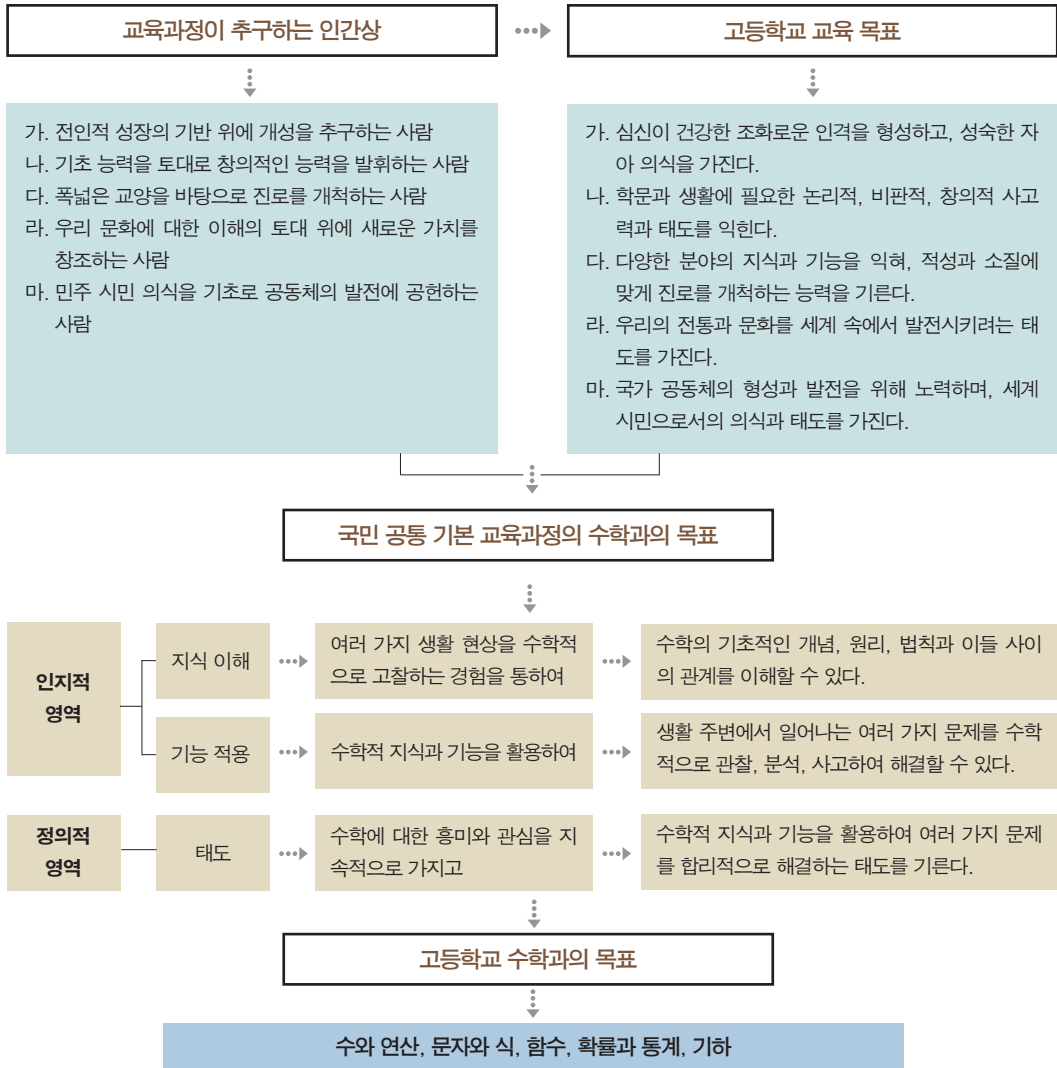 교육과정이 추구하는 인간상
고등학교 교육 목표
가. 전인적 성장의 기반 위에 개성을 추구하는 사람
나. 기초 능력을 토대로 창의적인 능력을 발휘하는 사람
다. 폭넓은 교양을 바탕으로 진로를 개척하는 사람
라. 우리 문화에 대한 이해의 토대 위에 새로운 가치를
창조하는 사람
마. 민주 시민 의식을 기초로 공동체의 발전에 공헌하는
사람
가. 심신이 건강한 조화로운 인격을 형성하고, 성숙한 자
아 의식을 가진다.
나. 학문과 생활에 필요한 논리적, 비판적, 창의적 사고
력과 태도를 익힌다.
다. 다양한 분야의 지식과 기능을 익혀, 적성과 소질에
맞게 진로를 개척하는 능력을 기른다.
라. 우리의 전통과 문화를 세계 속에서 발전시키려는 태
도를 가진다.
마. 국가 공동체의 형성과 발전을 위해 노력하며, 세계
시민으로서의 의식과 태도를 가진다.
국민 공통 기본 교육과정의 수학과의 목표
인지적
영역
지식 이해
여러 가지 생활 현상을 수학적
으로 고찰하는 경험을 통하여
수학의 기초적인 개념, 원리, 법칙과 이들 사이
의 관계를 이해할 수 있다.
기능 적용
수학적 지식과 기능을 활용하여
생활 주변에서 일어나는 여러 가지 문제를 수학
적으로 관찰, 분석, 사고하여 해결할 수 있다.
정의적
영역
태도
수학에 대한 흥미와 관심을 지
속적으로 가지고
수학적 지식과 기능을 활용하여 여러 가지 문제
를 합리적으로 해결하는 태도를 기른다.
고등학교 수학과의 목표
수와 연산, 문자와 식, 함수, 확률과 통계, 기하